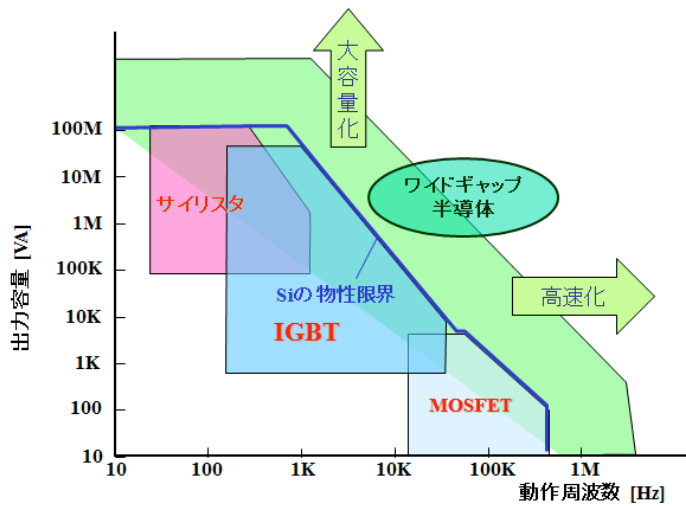 大容量化
100M
10M
1M
100K
10K
1K
100
10
出力容量 [VA]
サイリスタ
ワイドギャップ
半導体
Siの物性限界
高速化
IGBT
MOSFET
10
100
1K
10K
100K
1M
動作周波数 [Hz]